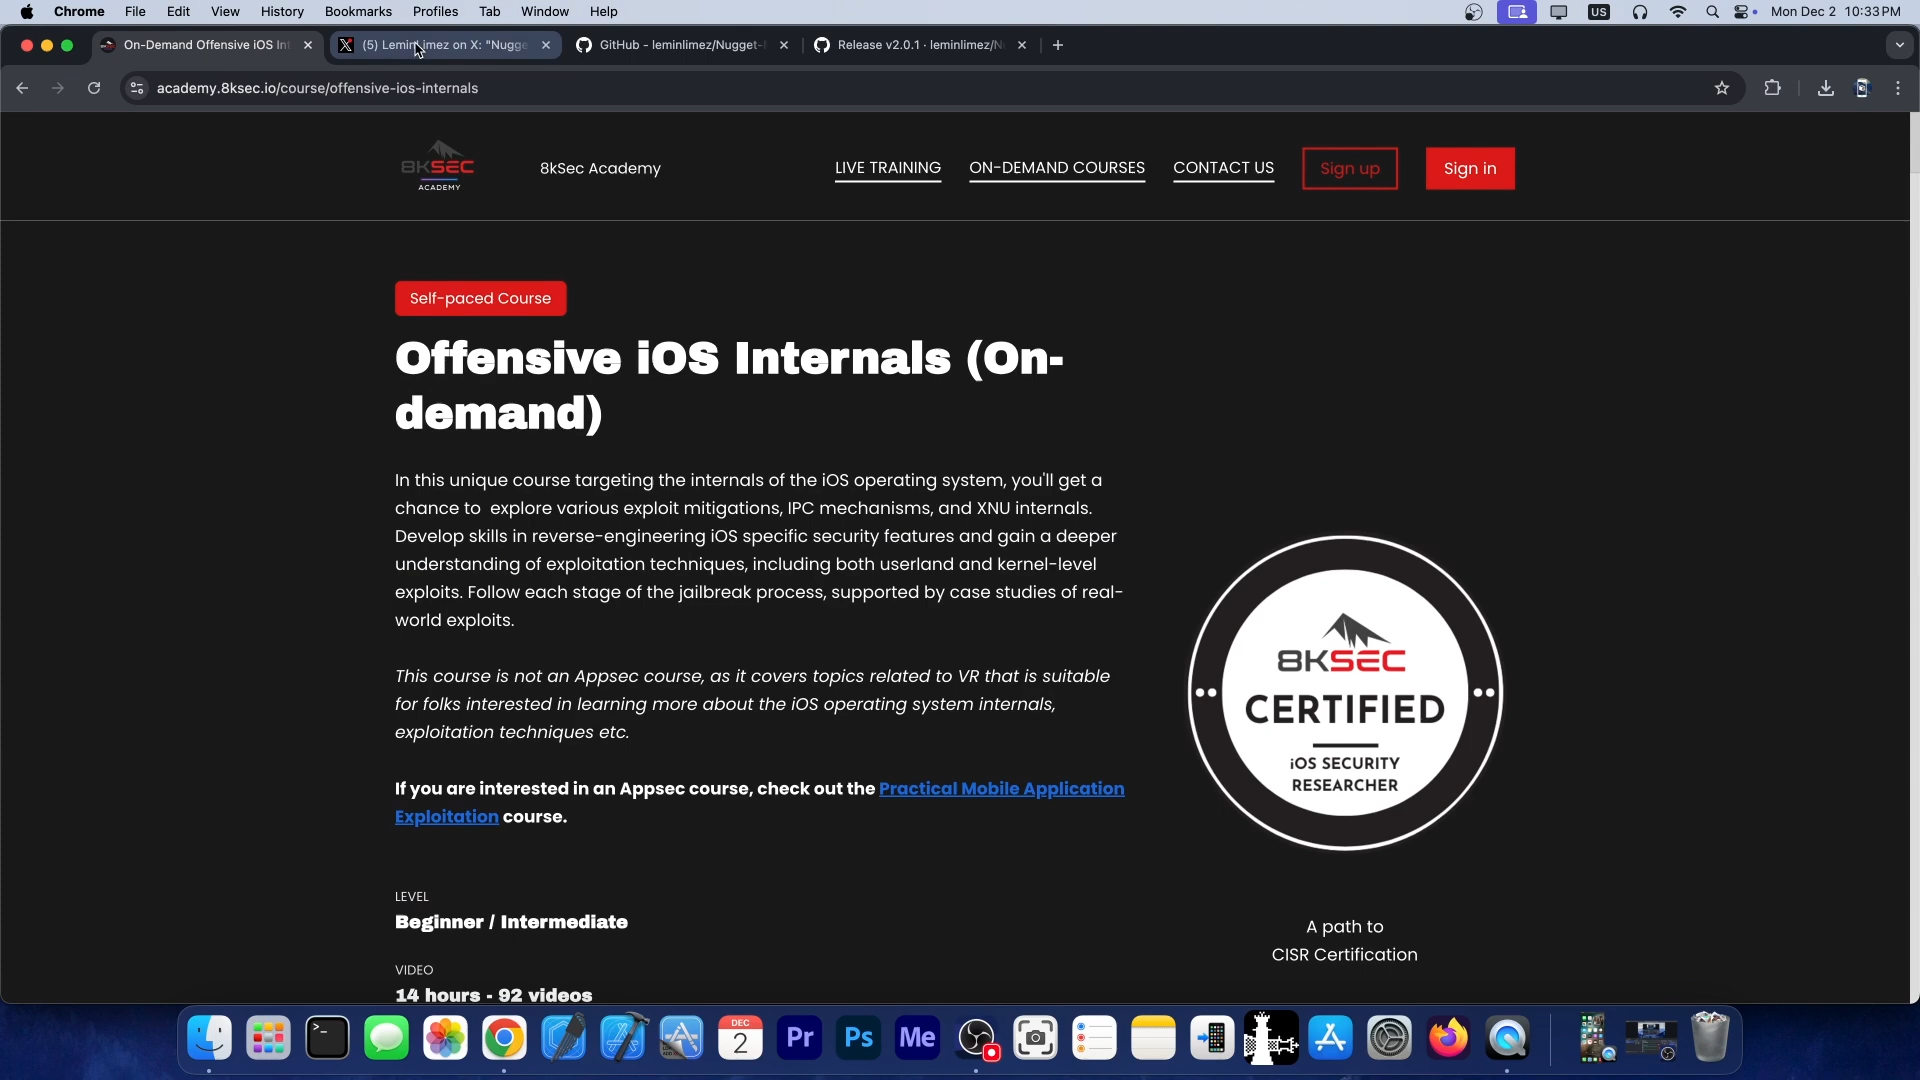 Chrome File Edit View History Bookmarks Profiles Tab Window Help US Mon Dec 2 10:33 PM
On-Demand Offensive iOS Int (5) LeminLimez on X: "Nugge GitHub - leminlimez/Nugget- Release v2.0.1 · leminlimez/N
academy.8ksec.io/course/offensive-ios-internals
8KSEC
ACADEMY
8kSec Academy LIVE TRAINING ON-DEMAND COURSES CONTACT US Sign up Sign in
Self-paced Course
Offensive iOS Internals (On-
demand)
In this unique course targeting the internals of the iOS operating system, you'll get a
chance to explore various exploit mitigations, IPC mechanisms, and XNU internals.
Develop skills in reverse-engineering iOS specific security features and gain a deeper
understanding of exploitation techniques, including both userland and kernel-level
exploits. Follow each stage of the jailbreak process, supported by case studies of real-
world exploits.
This course is not an Appsec course, as it covers topics related to VR that is suitable
for folks interested in learning more about the iOS operating system internals,
exploitation techniques etc.
If you are interested in an Appsec course, check out the Practical Mobile Application
Exploitation course.
LEVEL
Beginner / Intermediate
VIDEO
14 hours - 92 videos
8KSEC
CERTIFIED
iOS SECURITY
RESEARCHER
A path to
CISR Certification
DEC
2
Pr
Ps
Me